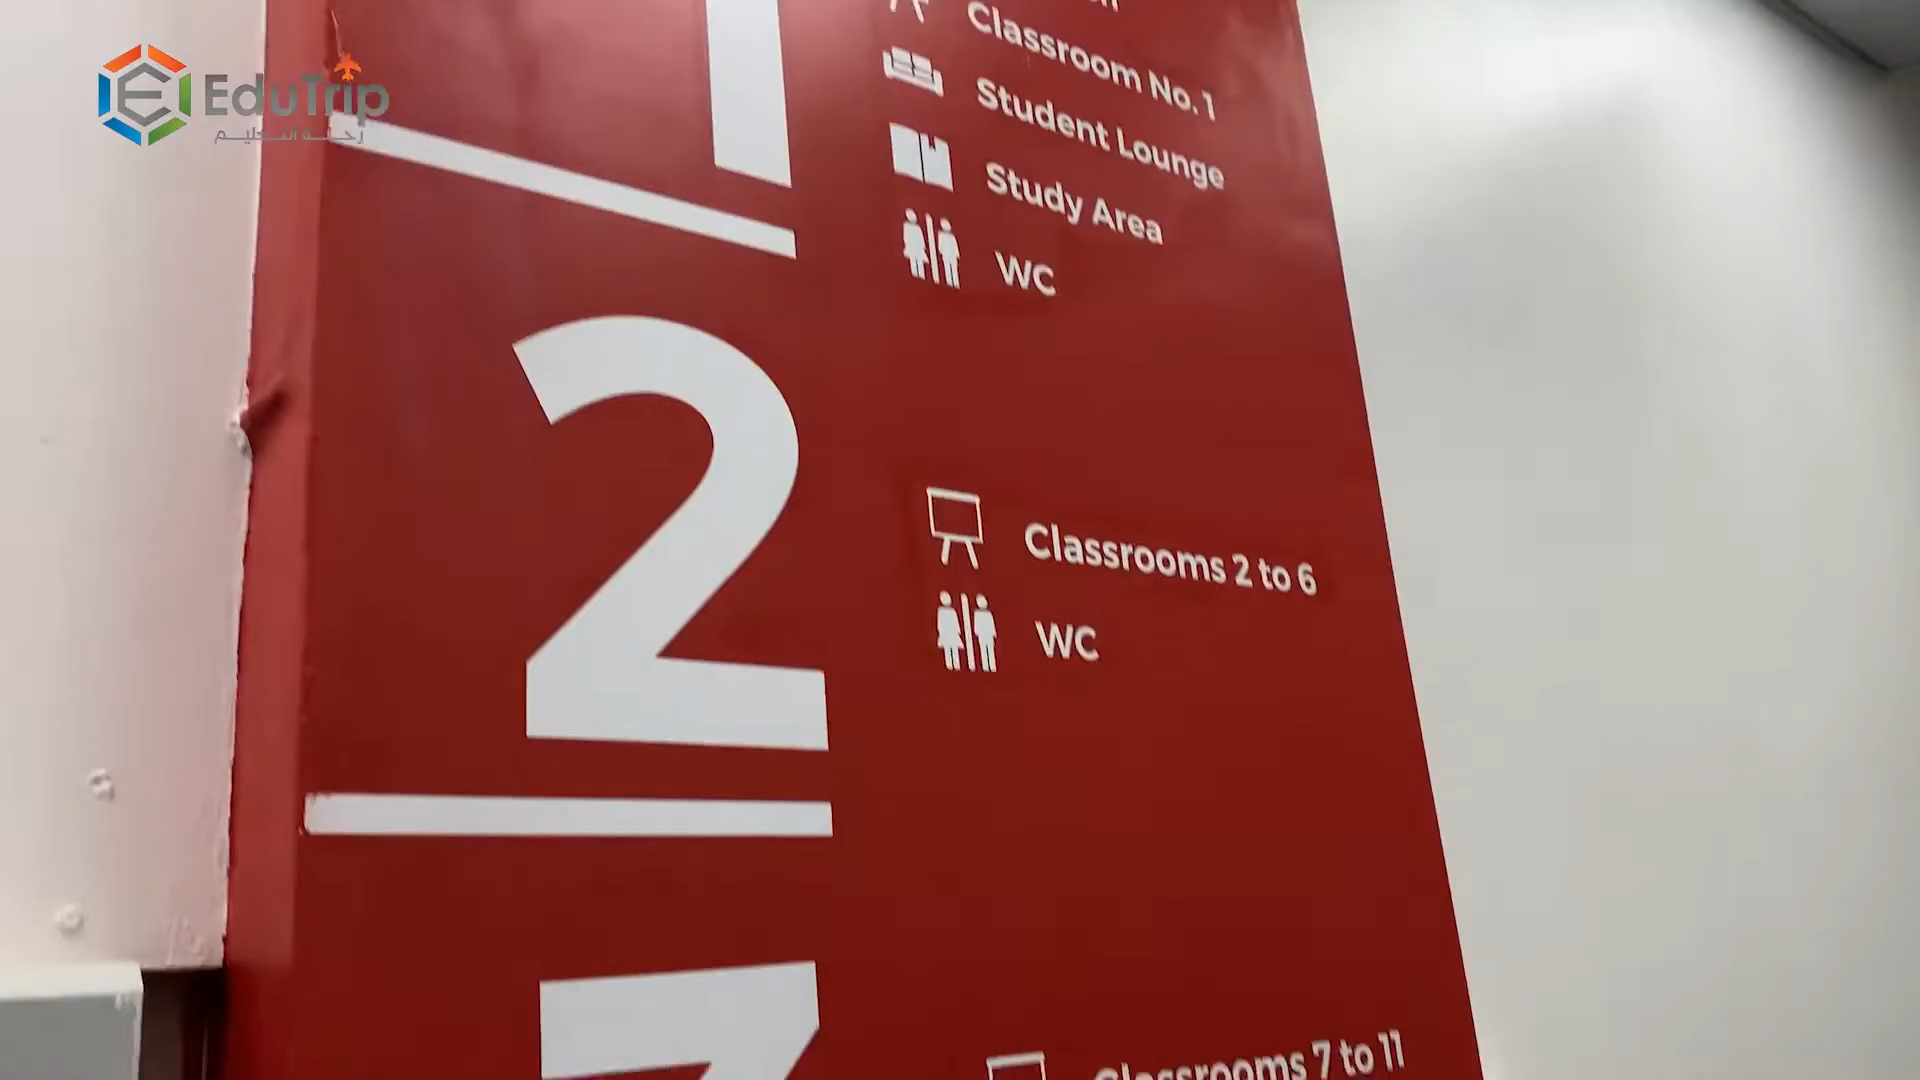 EduTrip
رحلة التعليم
1
Classroom No. 1
Student Lounge
Study Area
WC
2
Classrooms 2 to 6
WC
Classrooms 7 to 11